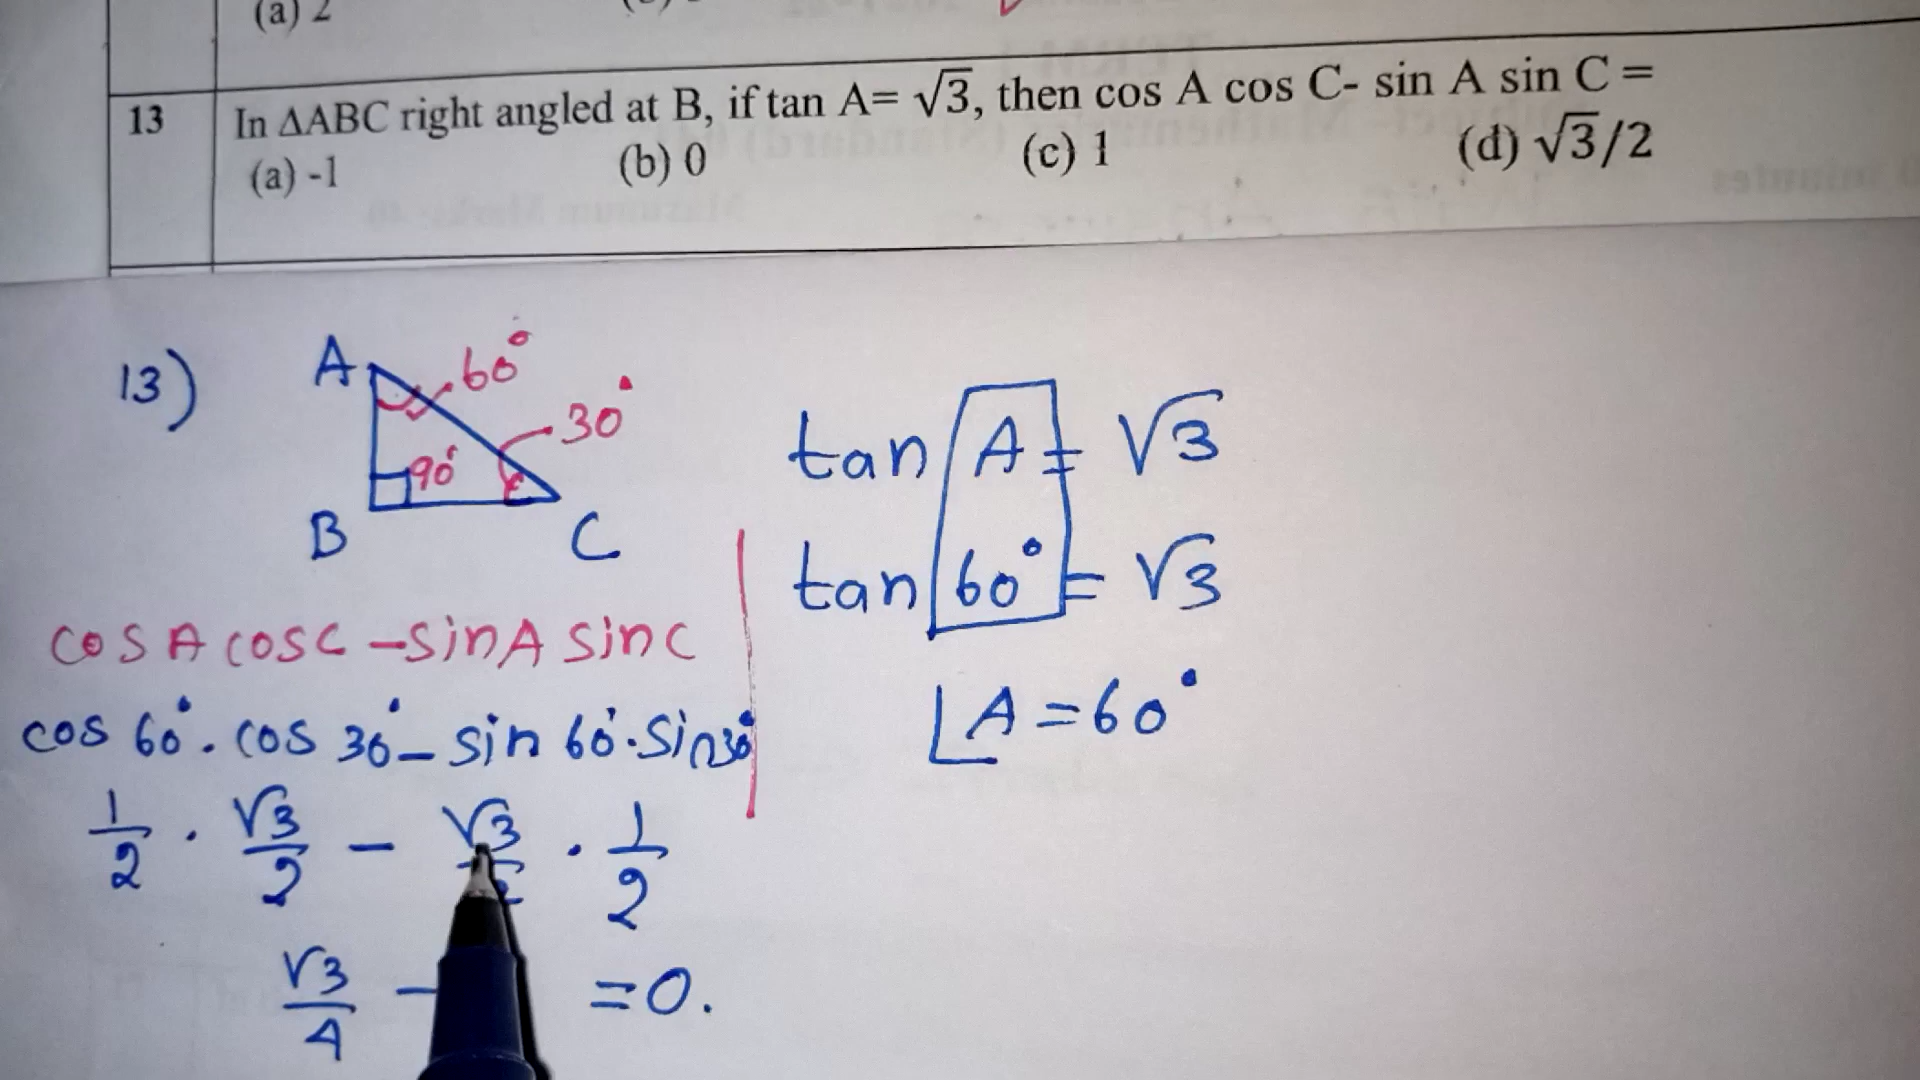 (a) 2
13 In ΔABC right angled at B, if tan A= √3, then cos A cos C- sin A sin C =
(a) -1 (b) 0 (c) 1 (d) √3/2
13)
A 60°
30°
90°
B C
tan A = √3
tan 60° = √3
∠A = 60°
cos A cos C - sin A sin C
cos 60° . cos 30° - sin 60° . sin 30°
1/2 . √3/2 - √3/2 . 1/2
√3/4 - = 0.